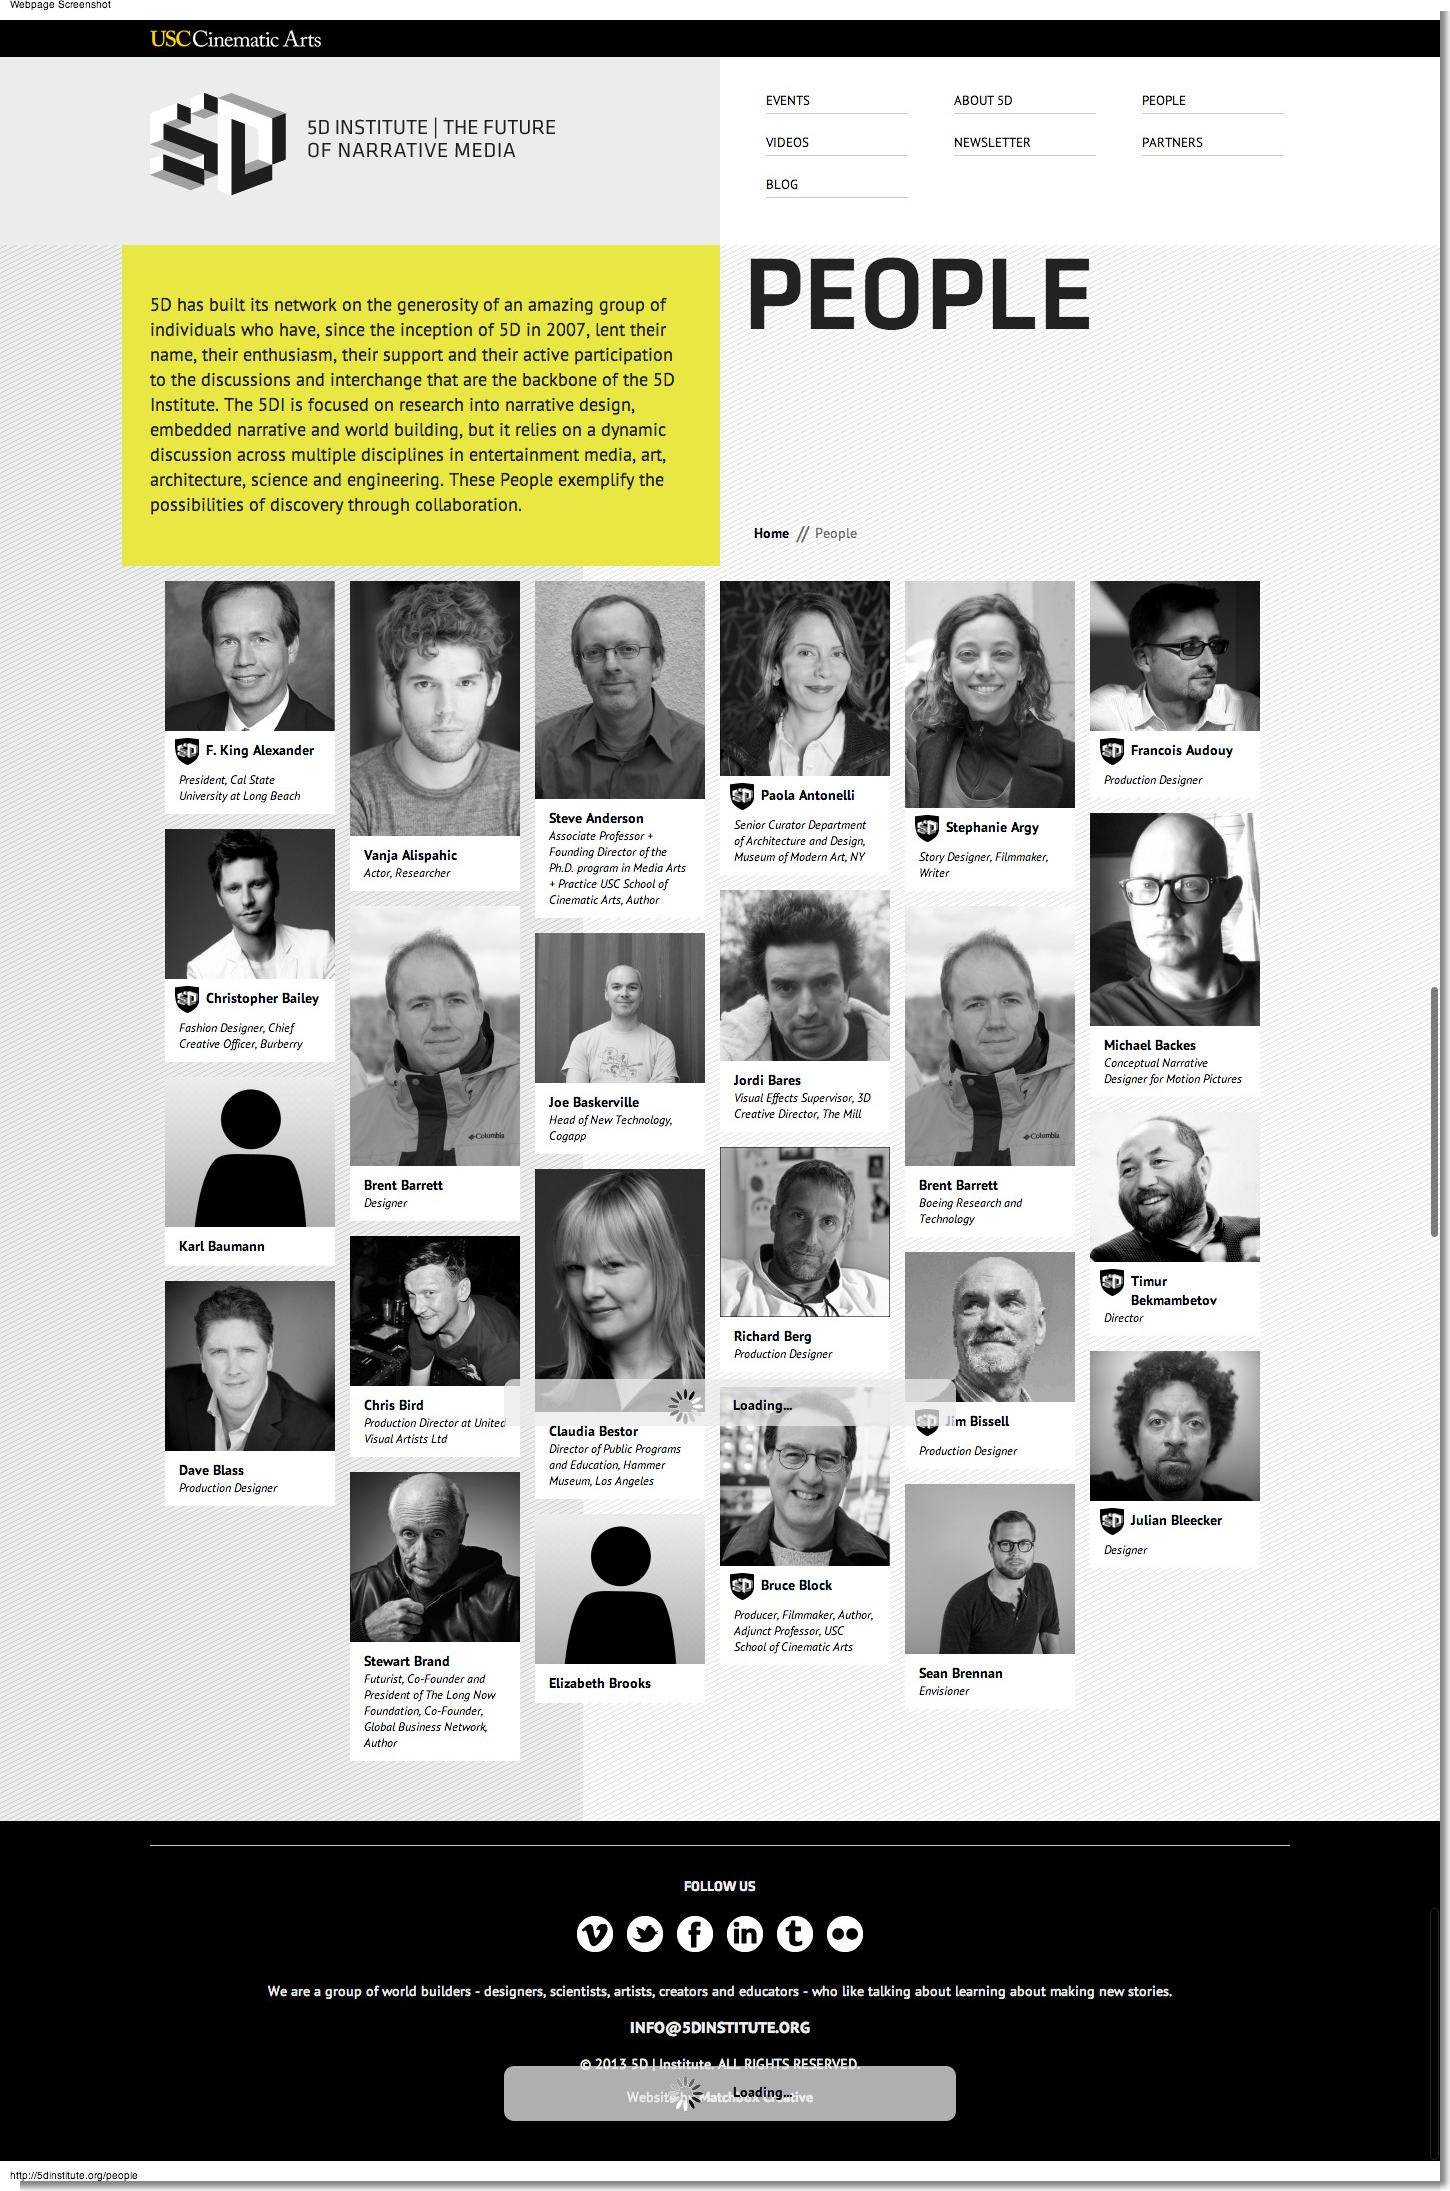 Webpage Screenshot
USC Cinematic Arts
5D INSTITUTE | THE FUTURE
OF NARRATIVE MEDIA
EVENTS
ABOUT 5D
PEOPLE
VIDEOS
NEWSLETTER
PARTNERS
BLOG
5D has built its network on the generosity of an amazing group of
individuals who have, since the inception of 5D in 2007, lent their
name, their enthusiasm, their support and their active participation
to the discussions and interchange that are the backbone of the 5D
Institute. The 5DI is focused on research into narrative design,
embedded narrative and world building, but it relies on a dynamic
discussion across multiple disciplines in entertainment media, art,
architecture, science and engineering. These People exemplify the
possibilities of discovery through collaboration.
PEOPLE
Home // People
F. King Alexander
President, Cal State
University at Long Beach
Christopher Bailey
Fashion Designer, Chief
Creative Officer, Burberry
Karl Baumann
Dave Blass
Production Designer
Vanja Alispahic
Actor, Researcher
Columbia
Brent Barrett
Designer
Chris Bird
Production Director at United
Visual Artists Ltd
Stewart Brand
Futurist, Co-Founder and
President of The Long Now
Foundation, Co-Founder,
Global Business Network,
Author
Steve Anderson
Associate Professor +
Founding Director of the
Ph.D. program in Media Arts
+ Practice USC School of
Cinematic Arts, Author
Joe Baskerville
Head of New Technology,
Cogapp
Claudia Bestor
Director of Public Programs
and Education, Hammer
Museum, Los Angeles
Elizabeth Brooks
Paola Antonelli
Senior Curator Department
of Architecture and Design,
Museum of Modern Art, NY
Jordi Bares
Visual Effects Supervisor, 3D
Creative Director, The Mill
Richard Berg
Production Designer
Loading...
Bruce Block
Producer, Filmmaker, Author,
Adjunct Professor, USC
School of Cinematic Arts
Stephanie Argy
Story Designer, Filmmaker,
Writer
Columbia
Brent Barrett
Boeing Research and
Technology
Jim Bissell
Production Designer
Sean Brennan
Envisioner
Francois Audouy
Production Designer
Michael Backes
Conceptual Narrative
Designer for Motion Pictures
Timur
Bekmambetov
Director
Julian Bleecker
Designer
FOLLOW US
We are a group of world builders - designers, scientists, artists, creators and educators - who like talking about learning about making new stories.
INFO@5DINSTITUTE.ORG
© 2013 5D | Institute. ALL RIGHTS RESERVED.
Website by Matchbox Creative
Loading...
http://5dinstitute.org/people